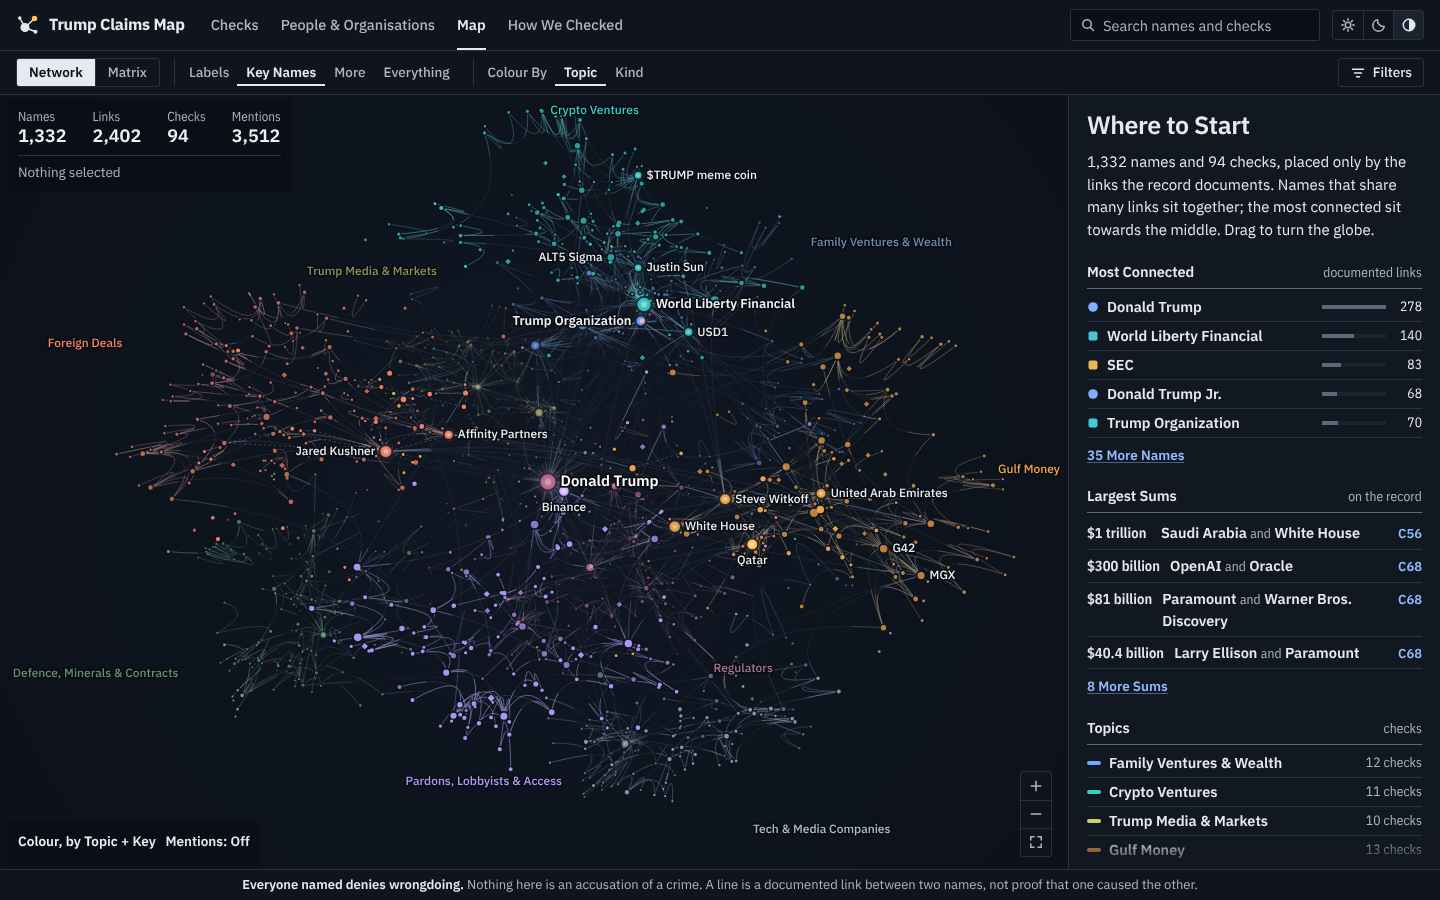 Trump Claims Map
Checks
People & Organisations
Map
How We Checked
Search names and checks
Network
Matrix
Labels
Key Names
More
Everything
Colour By
Topic
Kind
Filters
Names Links Checks Mentions
1,332 2,402 94 3,512
Nothing selected
Crypto Ventures
$TRUMP meme coin
Family Ventures & Wealth
ALT5 Sigma
Justin Sun
Trump Media & Markets
World Liberty Financial
Trump Organization
USD1
Foreign Deals
Affinity Partners
Jared Kushner
Gulf Money
Donald Trump
Steve Witkoff
United Arab Emirates
Binance
White House
G42
Qatar
MGX
Regulators
Defence, Minerals & Contracts
Pardons, Lobbyists & Access
Tech & Media Companies
Colour, by Topic + Key Mentions: Off
Where to Start
1,332 names and 94 checks, placed only by the
links the record documents. Names that share
many links sit together; the most connected sit
towards the middle. Drag to turn the globe.
Most Connected documented links
Donald Trump 278
World Liberty Financial 140
SEC 83
Donald Trump Jr. 68
Trump Organization 70
35 More Names
Largest Sums on the record
$1 trillion Saudi Arabia and White House C56
$300 billion OpenAI and Oracle C68
$81 billion Paramount and Warner Bros. C68
Discovery
$40.4 billion Larry Ellison and Paramount C68
8 More Sums
Topics checks
Family Ventures & Wealth 12 checks
Crypto Ventures 11 checks
Trump Media & Markets 10 checks
Gulf Money 13 checks
Everyone named denies wrongdoing. Nothing here is an accusation of a crime. A line is a documented link between two names, not proof that one caused the other.